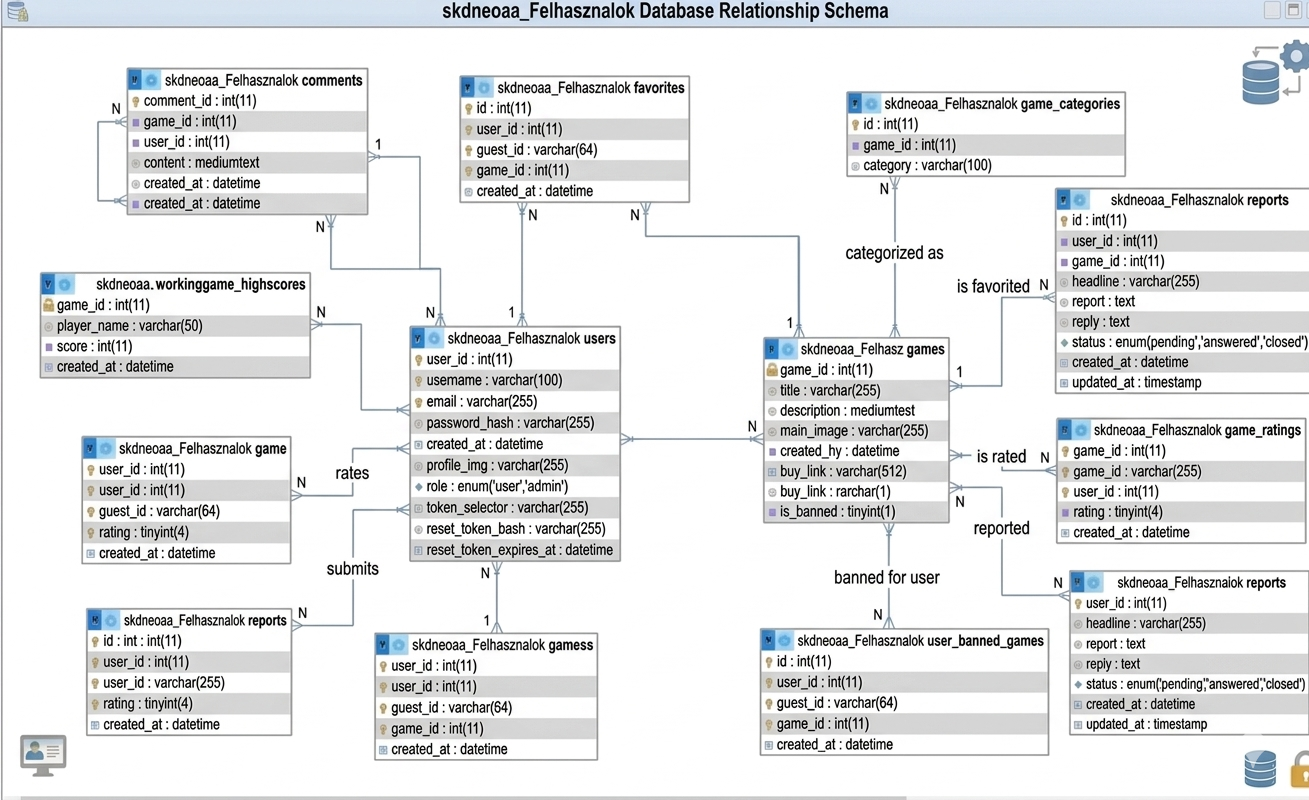 skdneoaa_Felhasznalok Database Relationship Schema
skdneoaa_Felhasznalok comments
comment_id : int(11)
game_id : int(11)
user_id : int(11)
content : mediumtext
created_at : datetime
created_at : datetime
N
1
N
skdneoaa_Felhasznalok favorites
id : int(11)
user_id : int(11)
guest_id : varchar(64)
game_id : int(11)
created_at : datetime
N
N
skdneoaa_Felhasznalok game_categories
id : int(11)
game_id : int(11)
category : varchar(100)
N
categorized as
skdneoaa_Felhasznalok reports
id : int(11)
user_id : int(11)
game_id : int(11)
headline : varchar(255)
report : text
reply : text
status : enum(pending','answered','closed')
created_at : datetime
updated_at : timestamp
is favorited
N
skdneoaa. workinggame_highscores
game_id : int(11)
player_name : varchar(50)
score : int(11)
created_at : datetime
N
N
1
skdneoaa_Felhasznalok users
user_id : int(11)
username : varchar(100)
email : varchar(255)
password_hash : varchar(255)
created_at : datetime
profile_img : varchar(255)
role : enum('user','admin')
token_selector : varchar(255)
reset_token_bash : varchar(255)
reset_token_expires_at : datetime
N
1
N
1
skdneoaa_Felhasz games
game_id : int(11)
title : varchar(255)
description : mediumtest
main_image : varchar(255)
created_hy : datetime
buy_link : varchar(512)
buy_link : rarchar(1)
is_banned : tinyint(1)
1
N
is rated
N
reported
N
skdneoaa_Felhasznalok game_ratings
game_id : int(11)
game_id : varchar(255)
user_id : int(11)
rating : tinyint(4)
created_at : datetime
skdneoaa_Felhasznalok game
user_id : int(11)
user_id : int(11)
guest_id : varchar(64)
rating : tinyint(4)
created_at : datetime
N
rates
submits
N
skdneoaa_Felhasznalok reports
id : int : int(11)
user_id : int(11)
user_id : varchar(255)
rating : tinyint(4)
created_at : datetime
skdneoaa_Felhasznalok gamess
user_id : int(11)
user_id : int(11)
guest_id : varchar(64)
game_id : int(11)
created_at : datetime
banned for user
N
skdneoaa_Felhasznalok user_banned_games
id : int(11)
user_id : int(11)
guest_id : varchar(64)
game_id : int(11)
created_at : datetime
skdneoaa_Felhasznalok reports
user_id : int(11)
headline : varchar(255)
report : text
reply : text
status : enum('pending','answered','closed')
created_at : datetime
updated_at : timestamp